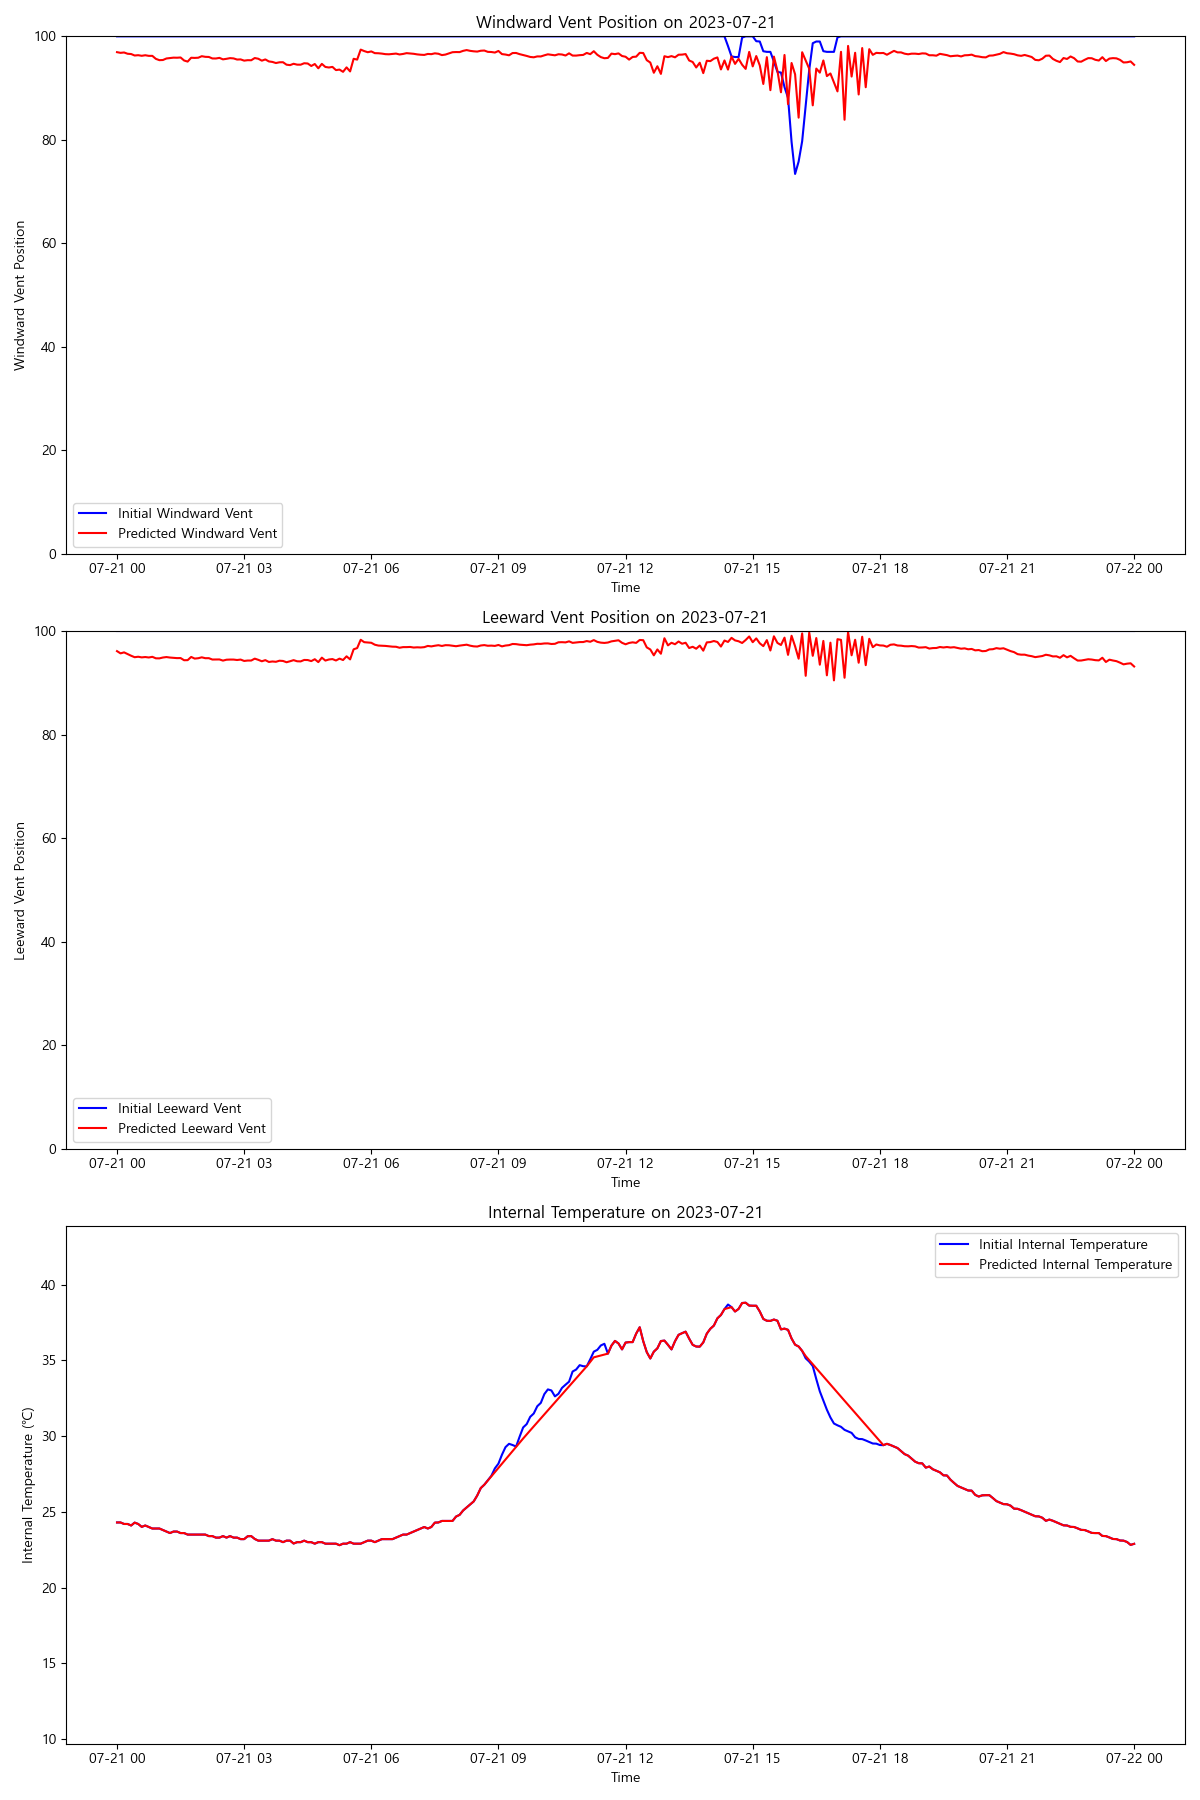 Windward Vent Position on 2023-07-21
100
80
60
40
20
0
Windward Vent Position
Initial Windward Vent
Predicted Windward Vent
07-21 00 07-21 03 07-21 06 07-21 09 07-21 12 07-21 15 07-21 18 07-21 21 07-22 00
Time
Leeward Vent Position on 2023-07-21
100
80
60
40
20
0
Leeward Vent Position
Initial Leeward Vent
Predicted Leeward Vent
07-21 00 07-21 03 07-21 06 07-21 09 07-21 12 07-21 15 07-21 18 07-21 21 07-22 00
Time
Internal Temperature on 2023-07-21
Initial Internal Temperature
Predicted Internal Temperature
40
35
30
25
20
15
10
Internal Temperature (℃)
07-21 00 07-21 03 07-21 06 07-21 09 07-21 12 07-21 15 07-21 18 07-21 21 07-22 00
Time